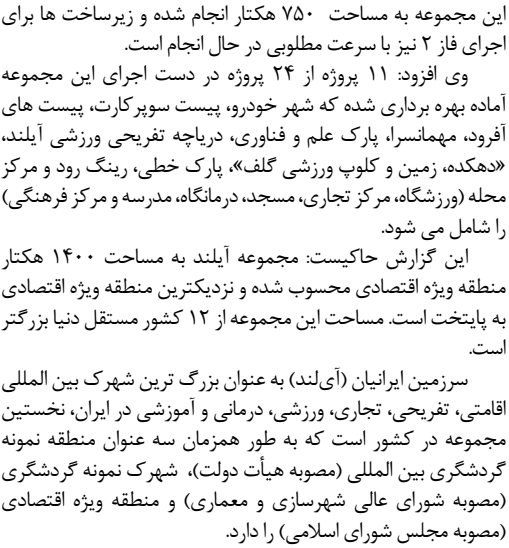 این مجموعه به مساحت ۷۵۰ هکتار انجام شده و زیرساخت ها برای
اجرای فاز ۲ نیز با سرعت مطلوبی در حال انجام است.
وی افزود: ۱۱ پروژه از ۲۴ پروژه در دست اجرای این مجموعه
آماده بهره برداری شده که شهر خودرو، پیست سوپرکارت، پیست های
آفرود، مهمانسرا، پارک علم و فناوری، دریاچه تفریحی ورزشی آیلند،
«دهکده، زمین و کلوپ ورزشی گلف»، پارک خطی، رینگ رود و مرکز
محله (ورزشگاه، مرکز تجاری، مسجد، درمانگاه، مدرسه و مرکز فرهنگی)
را شامل می شود.
این گزارش حاکیست: مجموعه آیلند به مساحت ۱۴۰۰ هکتار
منطقه ویژه اقتصادی محسوب شده و نزدیکترین منطقه ویژه اقتصادی
به پایتخت است. مساحت این مجموعه از ۱۲ کشور مستقل دنیا بزرگتر
است.
سرزمین ایرانیان (آی‌لند) به عنوان بزرگ ترین شهرک بین المللی
اقامتی، تفریحی، تجاری، ورزشی، درمانی و آموزشی در ایران، نخستین
مجموعه در کشور است که به طور همزمان سه عنوان منطقه نمونه
گردشگری بین المللی (مصوبه هیأت دولت)، شهرک نمونه گردشگری
(مصوبه شورای عالی شهرسازی و معماری) و منطقه ویژه اقتصادی
(مصوبه مجلس شورای اسلامی) را دارد.